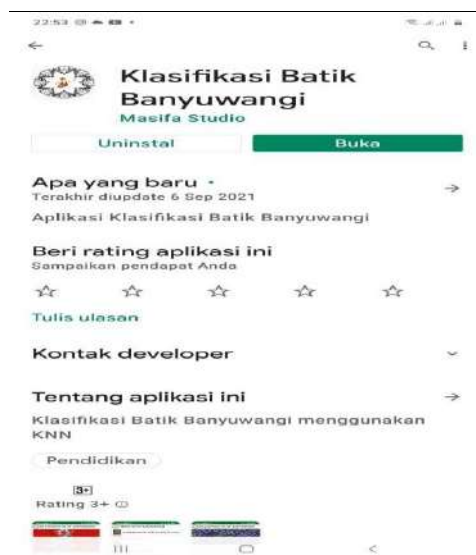 22:53
Klasifikasi Batik
Banyuwangi
Masifa Studio
Uninstal
Buka
Apa yang baru •
Terakhir diupdate 6 Sep 2021
Aplikasi Klasifikasi Batik Banyuwangi
Beri rating aplikasi ini
Sampaikan pendapat Anda
Tulis ulasan
Kontak developer
Tentang aplikasi ini
Klasifikasi Batik Banyuwangi menggunakan
KNN
Pendidikan
3+
Rating 3+